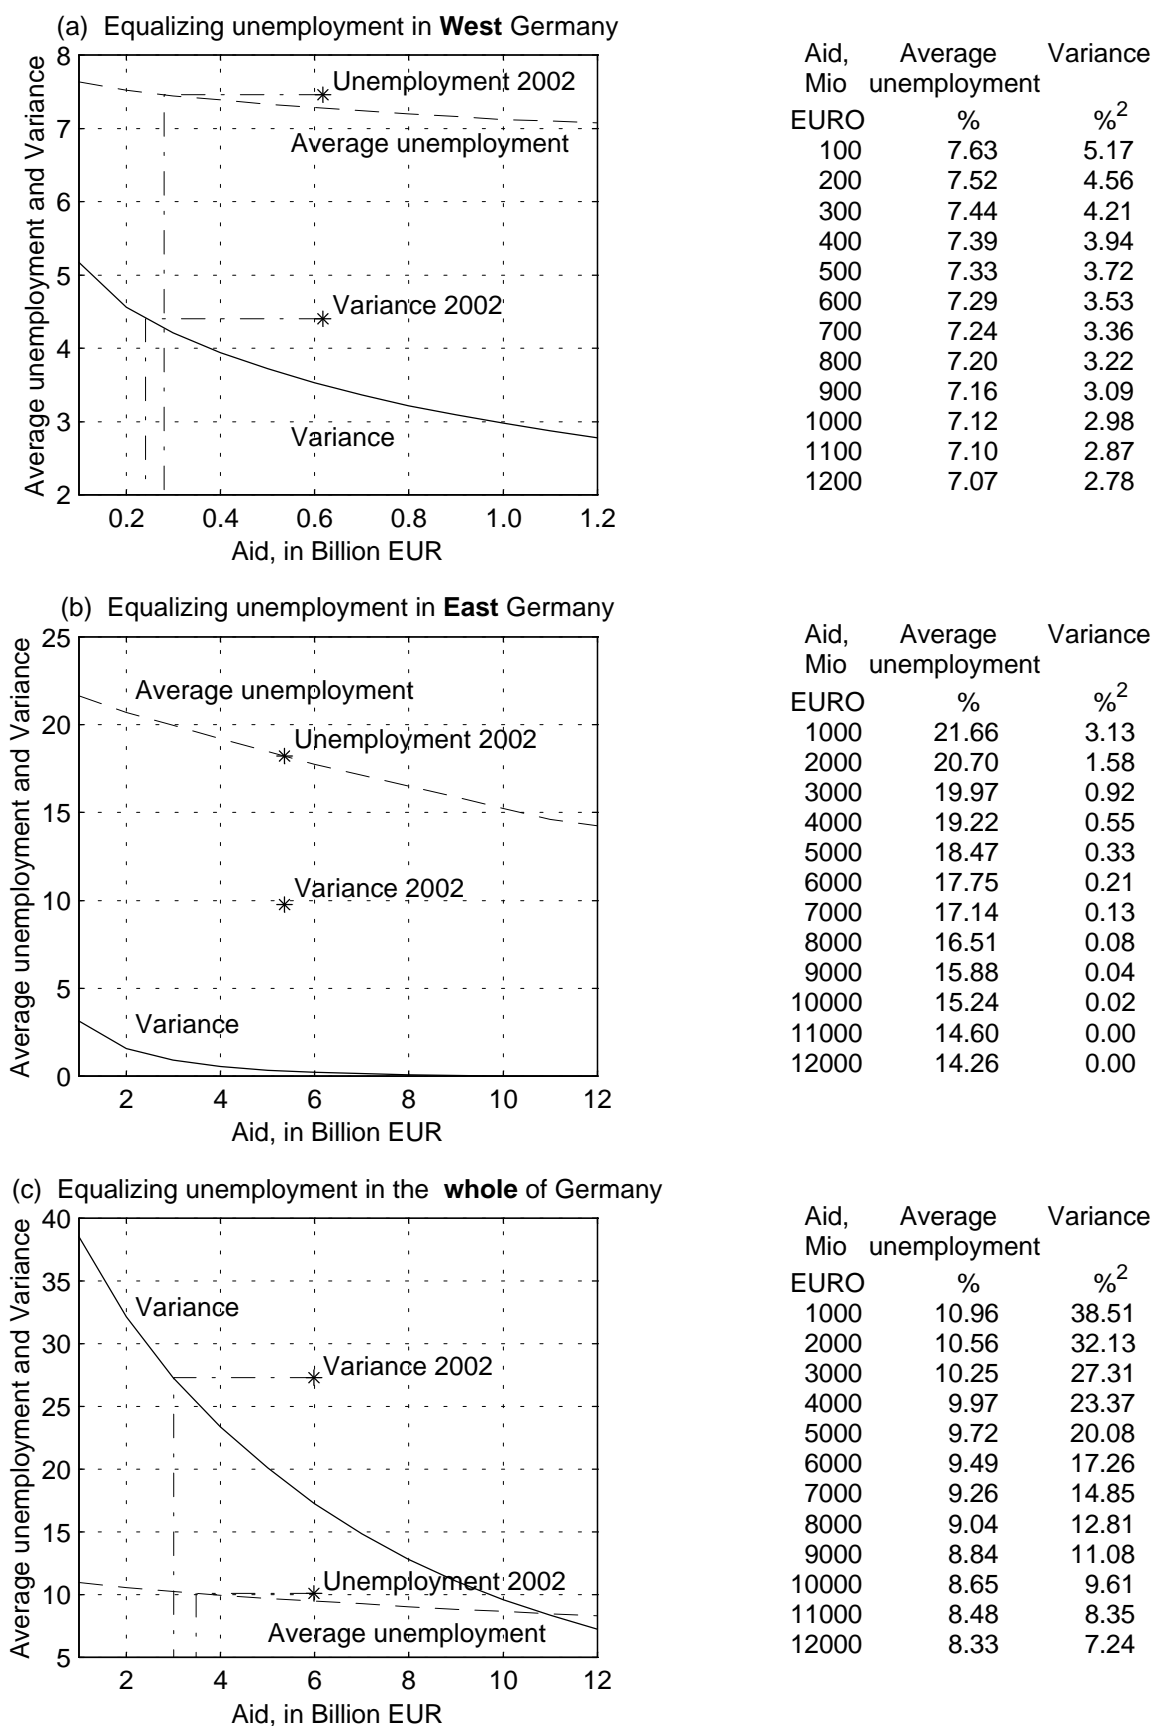 (a) Equalizing unemployment in West Germany
Average unemployment and Variance
8
7
6
5
4
3
2
Unemployment 2002
Average unemployment
Variance 2002
Variance
0.2 0.4 0.6 0.8 1.0 1.2
Aid, in Billion EUR
Aid, Average Variance
Mio unemployment
EURO % %2
100 7.63 5.17
200 7.52 4.56
300 7.44 4.21
400 7.39 3.94
500 7.33 3.72
600 7.29 3.53
700 7.24 3.36
800 7.20 3.22
900 7.16 3.09
1000 7.12 2.98
1100 7.10 2.87
1200 7.07 2.78
(b) Equalizing unemployment in East Germany
Average unemployment and Variance
25
20
15
10
5
0
Average unemployment
Unemployment 2002
Variance 2002
Variance
2 4 6 8 10 12
Aid, in Billion EUR
Aid, Average Variance
Mio unemployment
EURO % %2
1000 21.66 3.13
2000 20.70 1.58
3000 19.97 0.92
4000 19.22 0.55
5000 18.47 0.33
6000 17.75 0.21
7000 17.14 0.13
8000 16.51 0.08
9000 15.88 0.04
10000 15.24 0.02
11000 14.60 0.00
12000 14.26 0.00
(c) Equalizing unemployment in the whole of Germany
Average unemployment and Variance
40
35
30
25
20
15
10
5
Variance
Variance 2002
Unemployment 2002
Average unemployment
2 4 6 8 10 12
Aid, in Billion EUR
Aid, Average Variance
Mio unemployment
EURO % %2
1000 10.96 38.51
2000 10.56 32.13
3000 10.25 27.31
4000 9.97 23.37
5000 9.72 20.08
6000 9.49 17.26
7000 9.26 14.85
8000 9.04 12.81
9000 8.84 11.08
10000 8.65 9.61
11000 8.48 8.35
12000 8.33 7.24